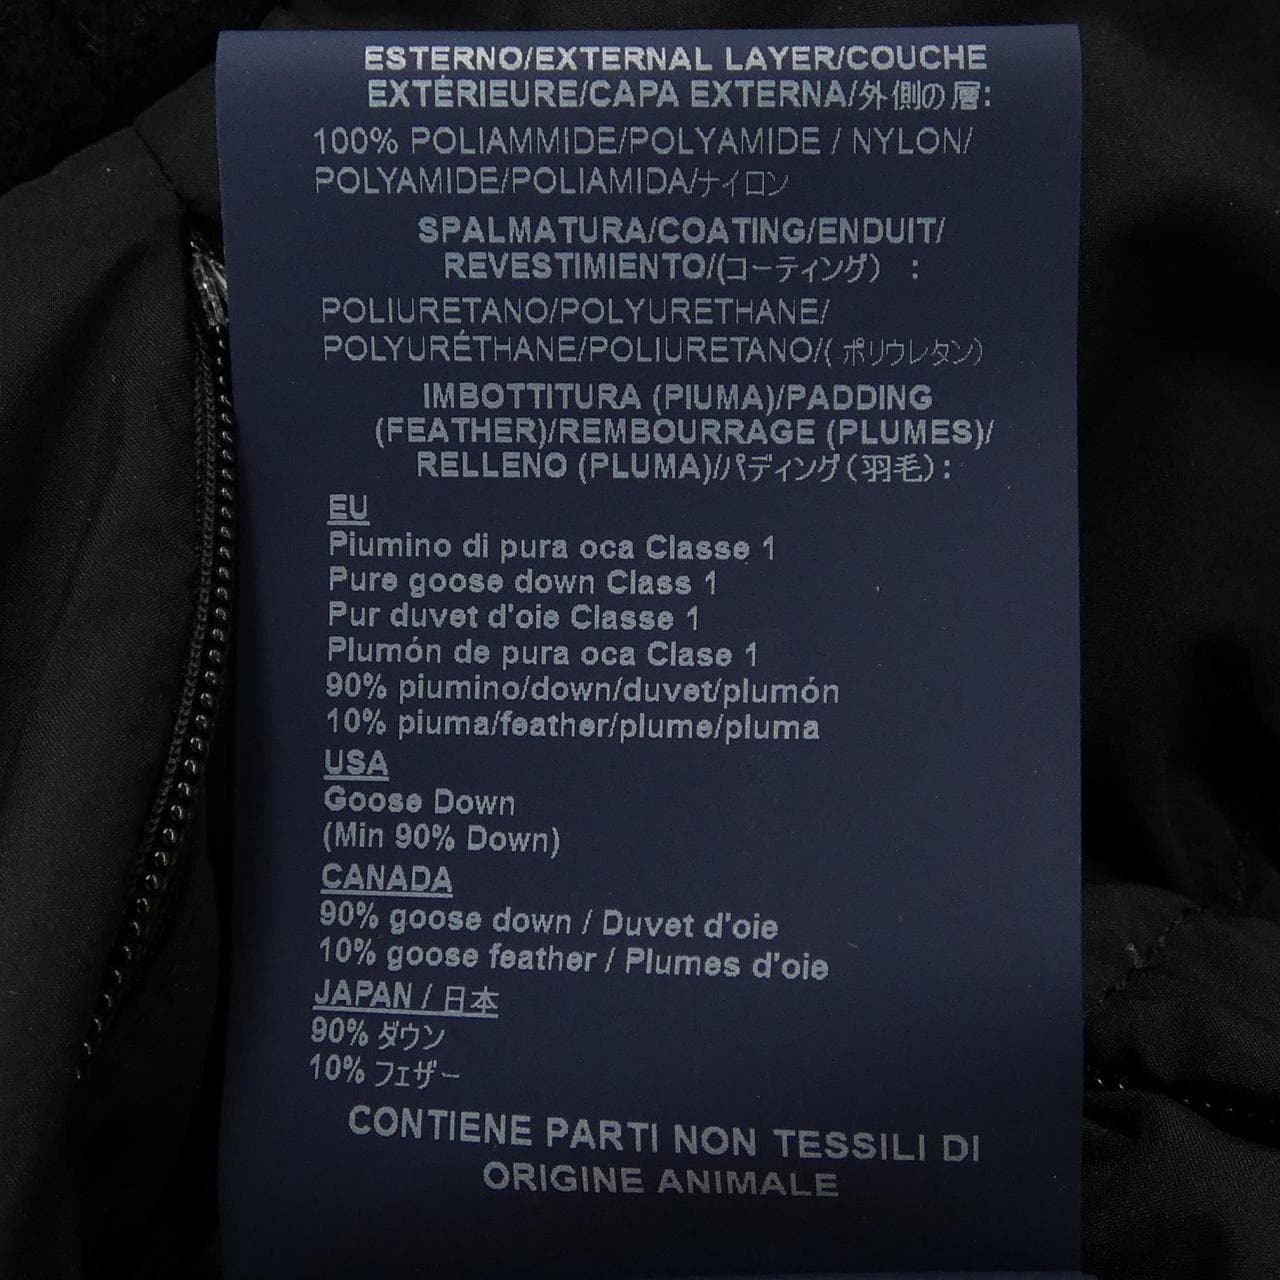 ESTERNO/EXTERNAL LAYER/COUCHE
EXTÉRIEURE/CAPA EXTERNA/外側の層:
100% POLIAMMIDE/POLYAMIDE / NYLON/
POLYAMIDE/POLIAMIDA/ナイロン
SPALMATURA/COATING/ENDUIT/
REVESTIMIENTO/(コーティング) :
POLIURETANO/POLYURETHANE/
POLYURÉTHANE/POLIURETANO/(ポリウレタン)
IMBOTTITURA (PIUMA)/PADDING
(FEATHER)/REMBOURRAGE (PLUMES)/
RELLENO (PLUMA)/パディング(羽毛):
EU
Piumino di pura oca Classe 1
Pure goose down Class 1
Pur duvet d'oie Classe 1
Plumón de pura oca Clase 1
90% piumino/down/duvet/plumón
10% piuma/feather/plume/pluma
USA
Goose Down
(Min 90% Down)
CANADA
90% goose down / Duvet d'oie
10% goose feather / Plumes d'oie
JAPAN / 日本
90% ダウン
10% フェザー
CONTIENE PARTI NON TESSILI DI
ORIGINE ANIMALE